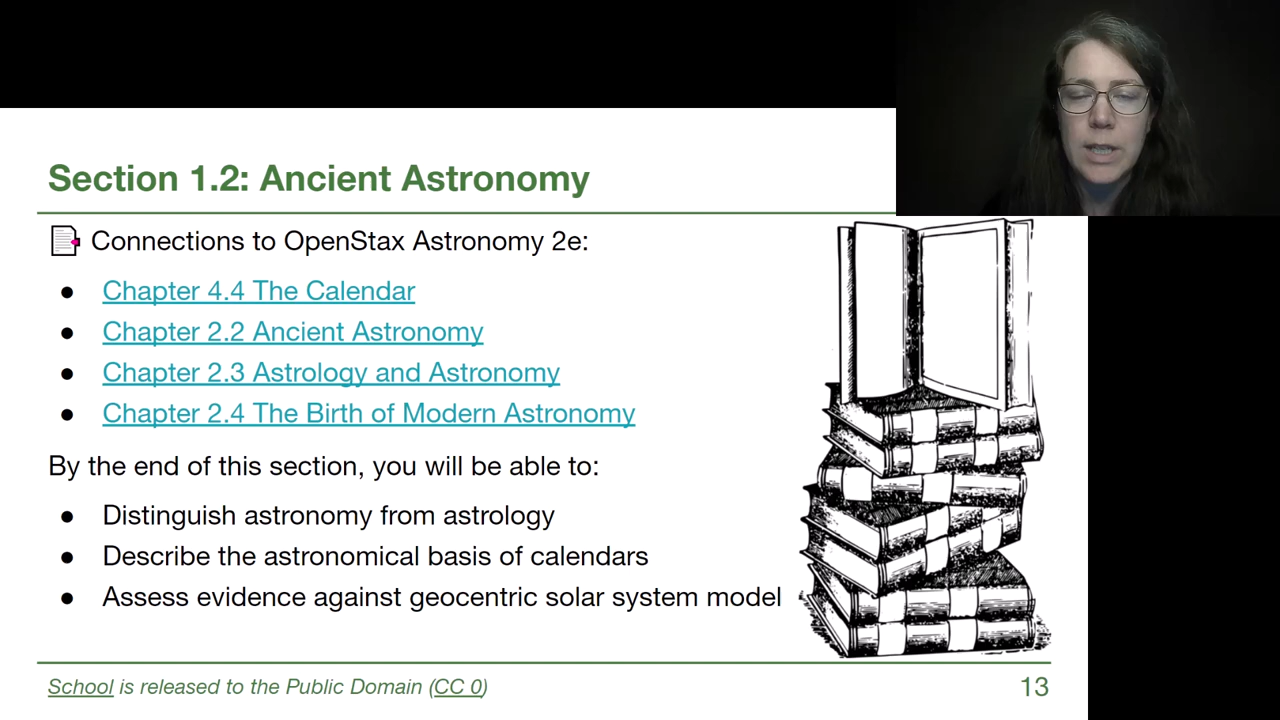 Section 1.2: Ancient Astronomy
Connections to OpenStax Astronomy 2e:
● Chapter 4.4 The Calendar
● Chapter 2.2 Ancient Astronomy
● Chapter 2.3 Astrology and Astronomy
● Chapter 2.4 The Birth of Modern Astronomy
By the end of this section, you will be able to:
● Distinguish astronomy from astrology
● Describe the astronomical basis of calendars
● Assess evidence against geocentric solar system model
School is released to the Public Domain (CC 0)
13